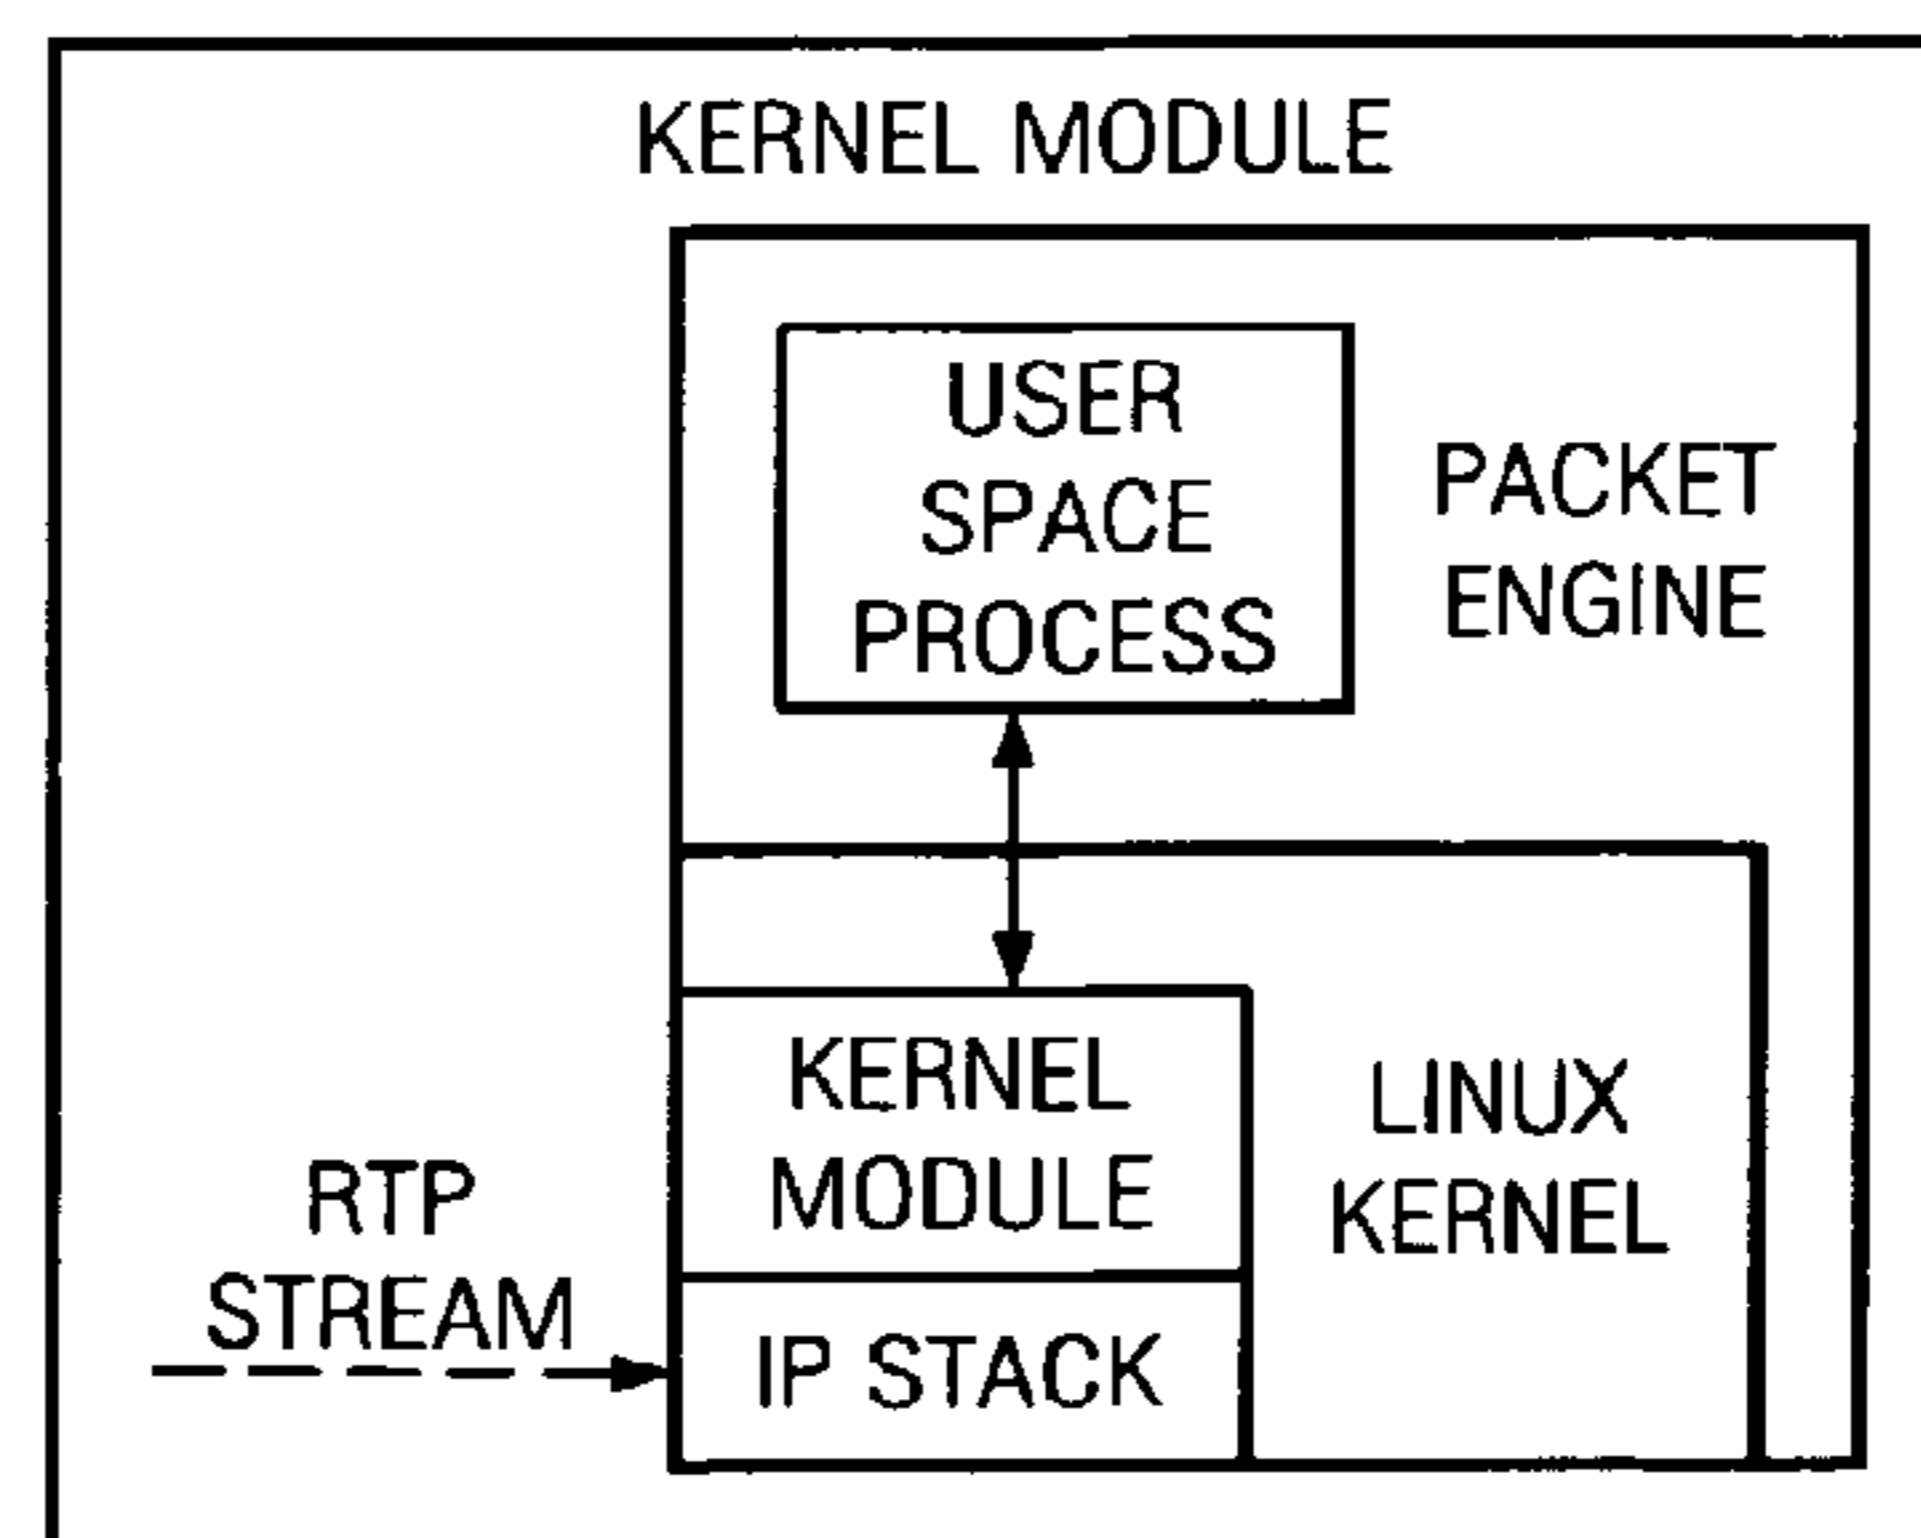 KERNEL MODULE
USER
SPACE
PROCESS
PACKET
ENGINE
KERNEL
MODULE
LINUX
KERNEL
RTP
STREAM
IP STACK